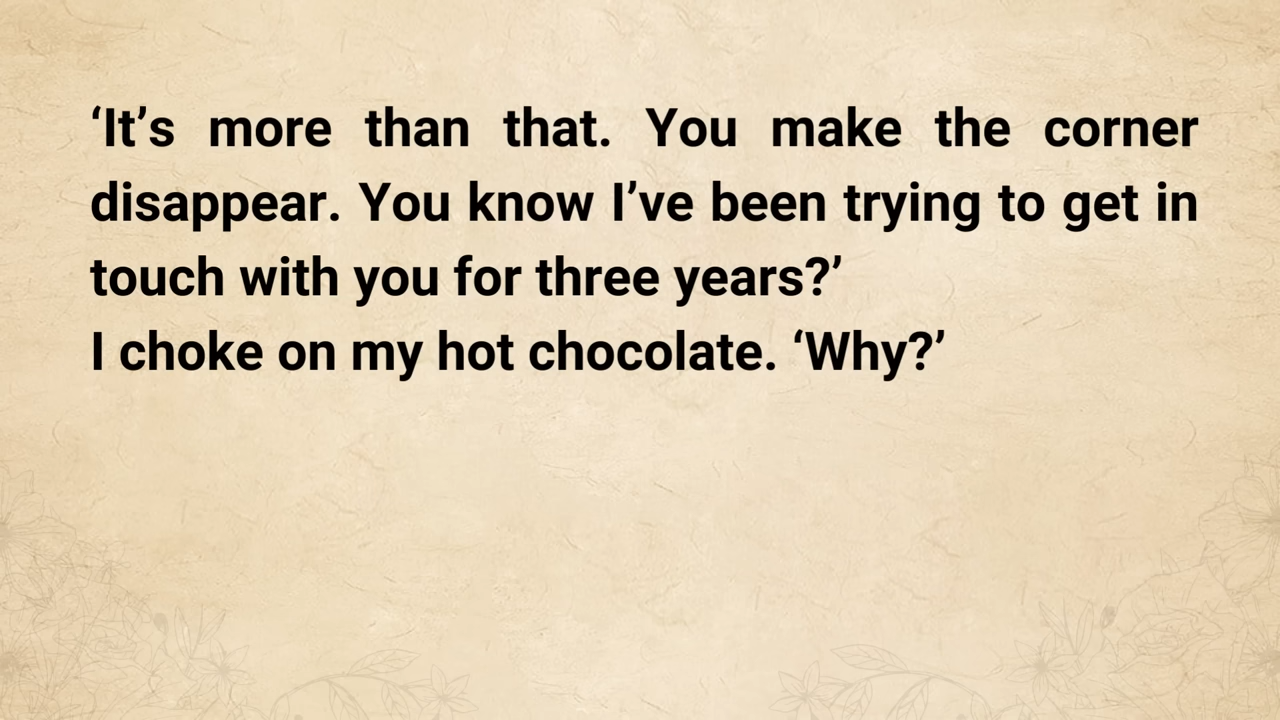 ‘It’s more than that. You make the corner
disappear. You know I’ve been trying to get in
touch with you for three years?’
I choke on my hot chocolate. ‘Why?’